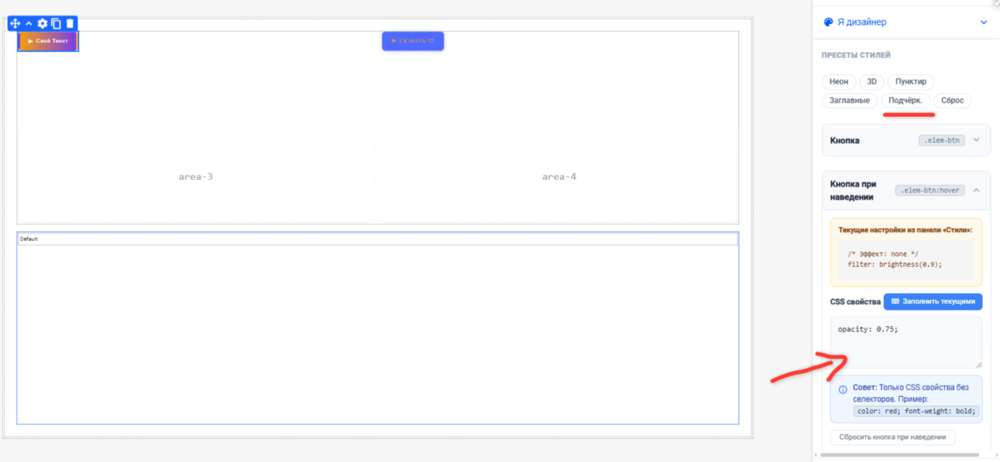 Свой Текст
СКАЧАТЬ
area-3
area-4
Default
Я дизайнер
ПРЕСЕТЫ СТИЛЕЙ
Неон
3D
Пунктир
Заглавные
Подчёрк.
Сброс
Кнопка
.elem-btn
Кнопка при
наведении
.elem-btn:hover
Текущие настройки из панели «Стили»:
/* Эффект: none */
filter: brightness(0.9);
CSS свойства
Заполнить текущими
opacity: 0.75;
Совет: Только CSS свойства без
селекторов. Пример:
color: red; font-weight: bold;
Сбросить кнопка при наведении